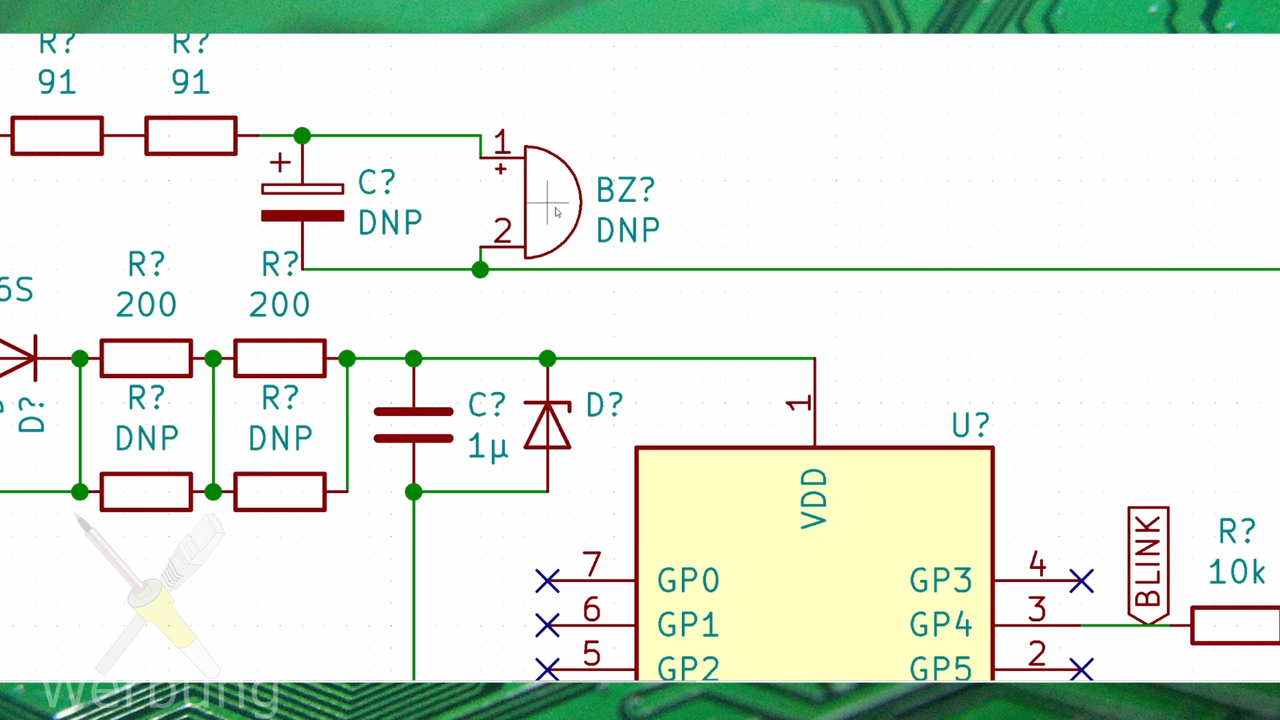 R? R?
91 91
+
C?
DNP
1
+
2
BZ?
DNP
6S
R? R?
200 200
D?
R? R?
DNP DNP
C?
1µ
D?
1
U?
VDD
7 GP0
6 GP1
5 GP2
GP3 4
GP4 3
GP5 2
BLINK
R?
10k
Werbung